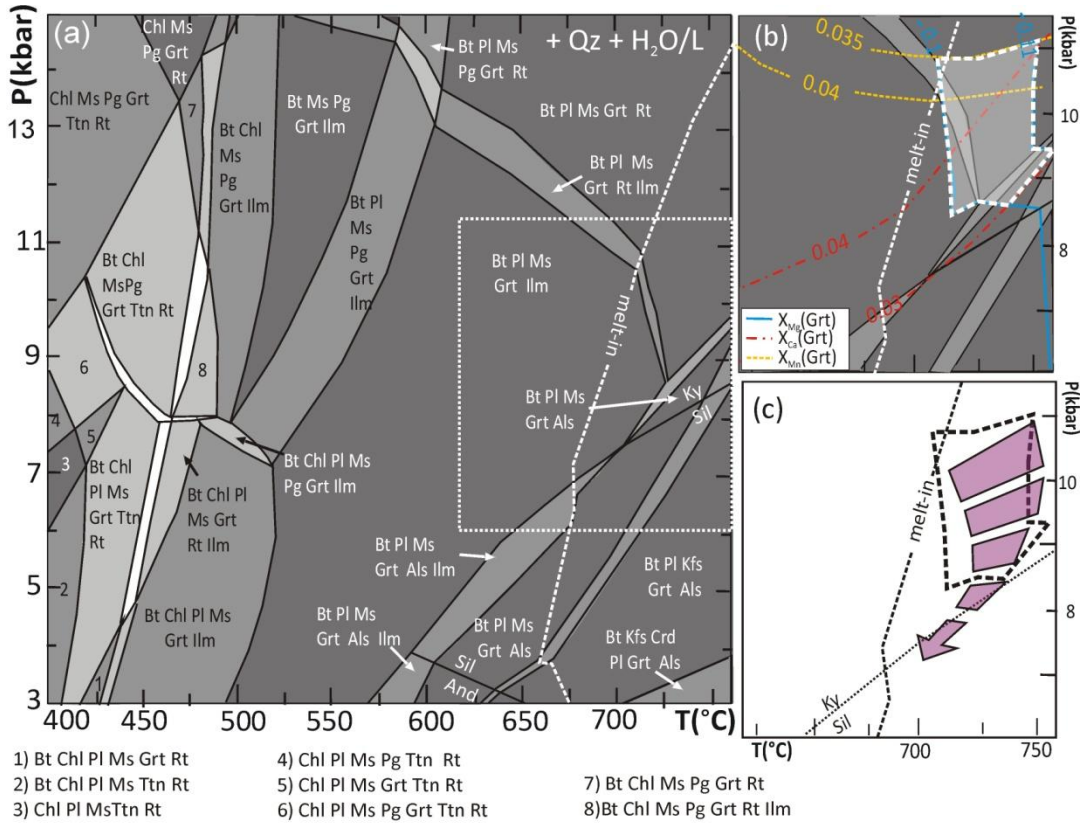 (a)
+ Qz + H₂O/L
P(kbar)
13
11
9
7
5
3
400
450
500
550
600
650
700
T(°C)
Chl Ms
Pg Grt
Rt
Chl Ms Pg Grt
Ttn Rt
7
Bt Chl
Ms
Pg
Grt Ilm
Bt Ms Pg
Grt Ilm
Bt Pl Ms
Pg Grt Rt
Bt Pl Ms Grt Rt
Bt Pl Ms
Grt Rt Ilm
Bt Pl
Ms
Pg
Grt
Ilm
Bt Chl
MsPg
Grt Ttn Rt
6
8
4
5
3
Bt Pl Ms
Grt Ilm
melt-in
Bt Pl Ms
Grt Als
Ky
Sil
Bt Chl Pl Ms
Pg Grt Ilm
Bt Chl
Pl Ms
Grt Ttn
Rt
Bt Chl Pl
Ms Grt
Rt Ilm
2
1
Bt Chl Pl Ms
Grt Ilm
Bt Pl Ms
Grt Als Ilm
Bt Pl Ms
Grt Als Ilm
Bt Pl Ms
Grt Als
Sil
And
Bt Pl Kfs
Grt Als
Bt Kfs Crd
Pl Grt Als
(b)
P(kbar)
10
8
0.035
0.04
0.11
melt-in
0.04
0.03
X_Mg(Grt)
X_Ca(Grt)
X_Mn(Grt)
(c)
P(kbar)
10
8
melt-in
Ky
Sil
T(°C)
700
750
1) Bt Chl Pl Ms Grt Rt
2) Bt Chl Pl Ms Ttn Rt
3) Chl Pl MsTtn Rt
4) Chl Pl Ms Pg Ttn Rt
5) Chl Pl Ms Grt Ttn Rt
6) Chl Pl Ms Pg Grt Ttn Rt
7) Bt Chl Ms Pg Grt Rt
8)Bt Chl Ms Pg Grt Rt Ilm